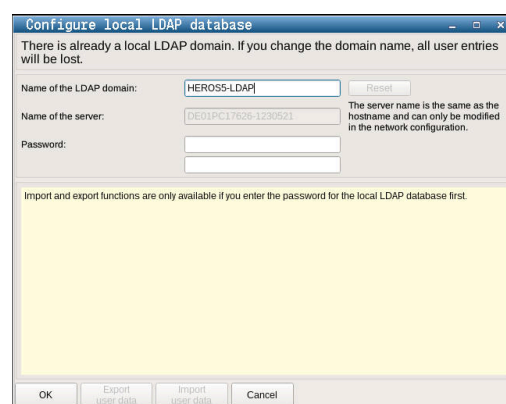 Configure local LDAP database
There is already a local LDAP domain. If you change the domain name, all user entries
will be lost.
Name of the LDAP domain:
HEROS5-LDAP
Reset
Name of the server:
DE01PC17626-1230521
The server name is the same as the
hostname and can only be modified
in the network configuration.
Password:
Import and export functions are only available if you enter the password for the local LDAP database first.
OK
Export
user data
Import
user data
Cancel